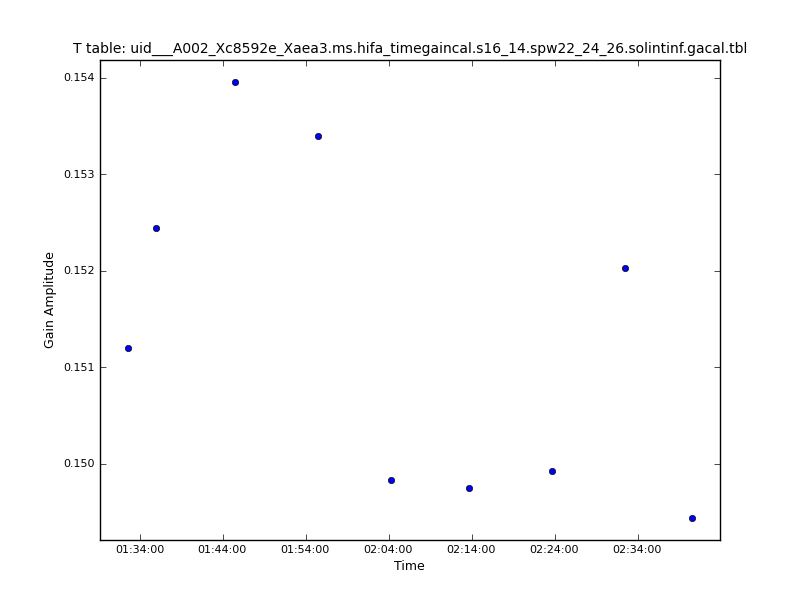 T table: uid___A002_Xc8592e_Xaea3.ms.hifa_timegaincal.s16_14.spw22_24_26.solintinf.gacal.tbl
0.154
0.153
0.152
0.151
0.150
Gain Amplitude
01:34:00 01:44:00 01:54:00 02:04:00 02:14:00 02:24:00 02:34:00
Time